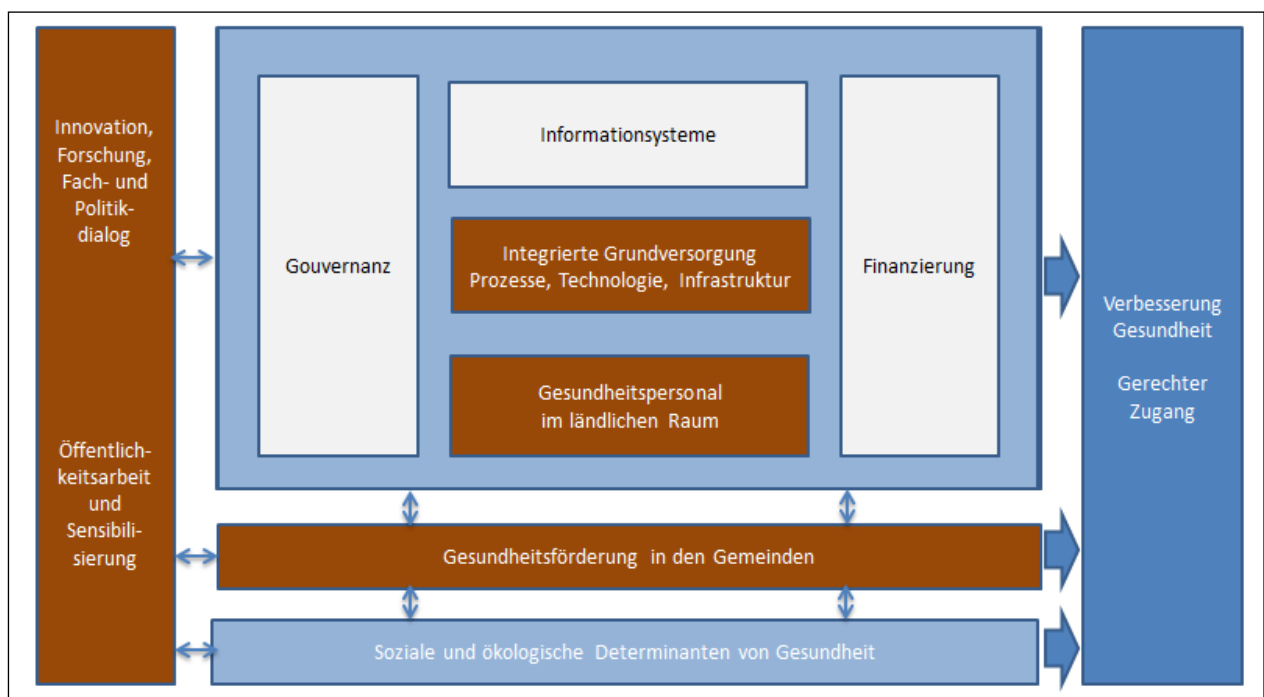 Innovation,
Forschung,
Fach- und
Politik-
dialog
Öffentlich-
keitsarbeit
und
Sensibili-
sierung
Gouvernanz
Informationsysteme
Integrierte Grundversorgung
Prozesse, Technologie, Infrastruktur
Gesundheitspersonal
im ländlichen Raum
Finanzierung
Gesundheitsförderung in den Gemeinden
Soziale und ökologische Determinanten von Gesundheit
Verbesserung
Gesundheit
Gerechter
Zugang